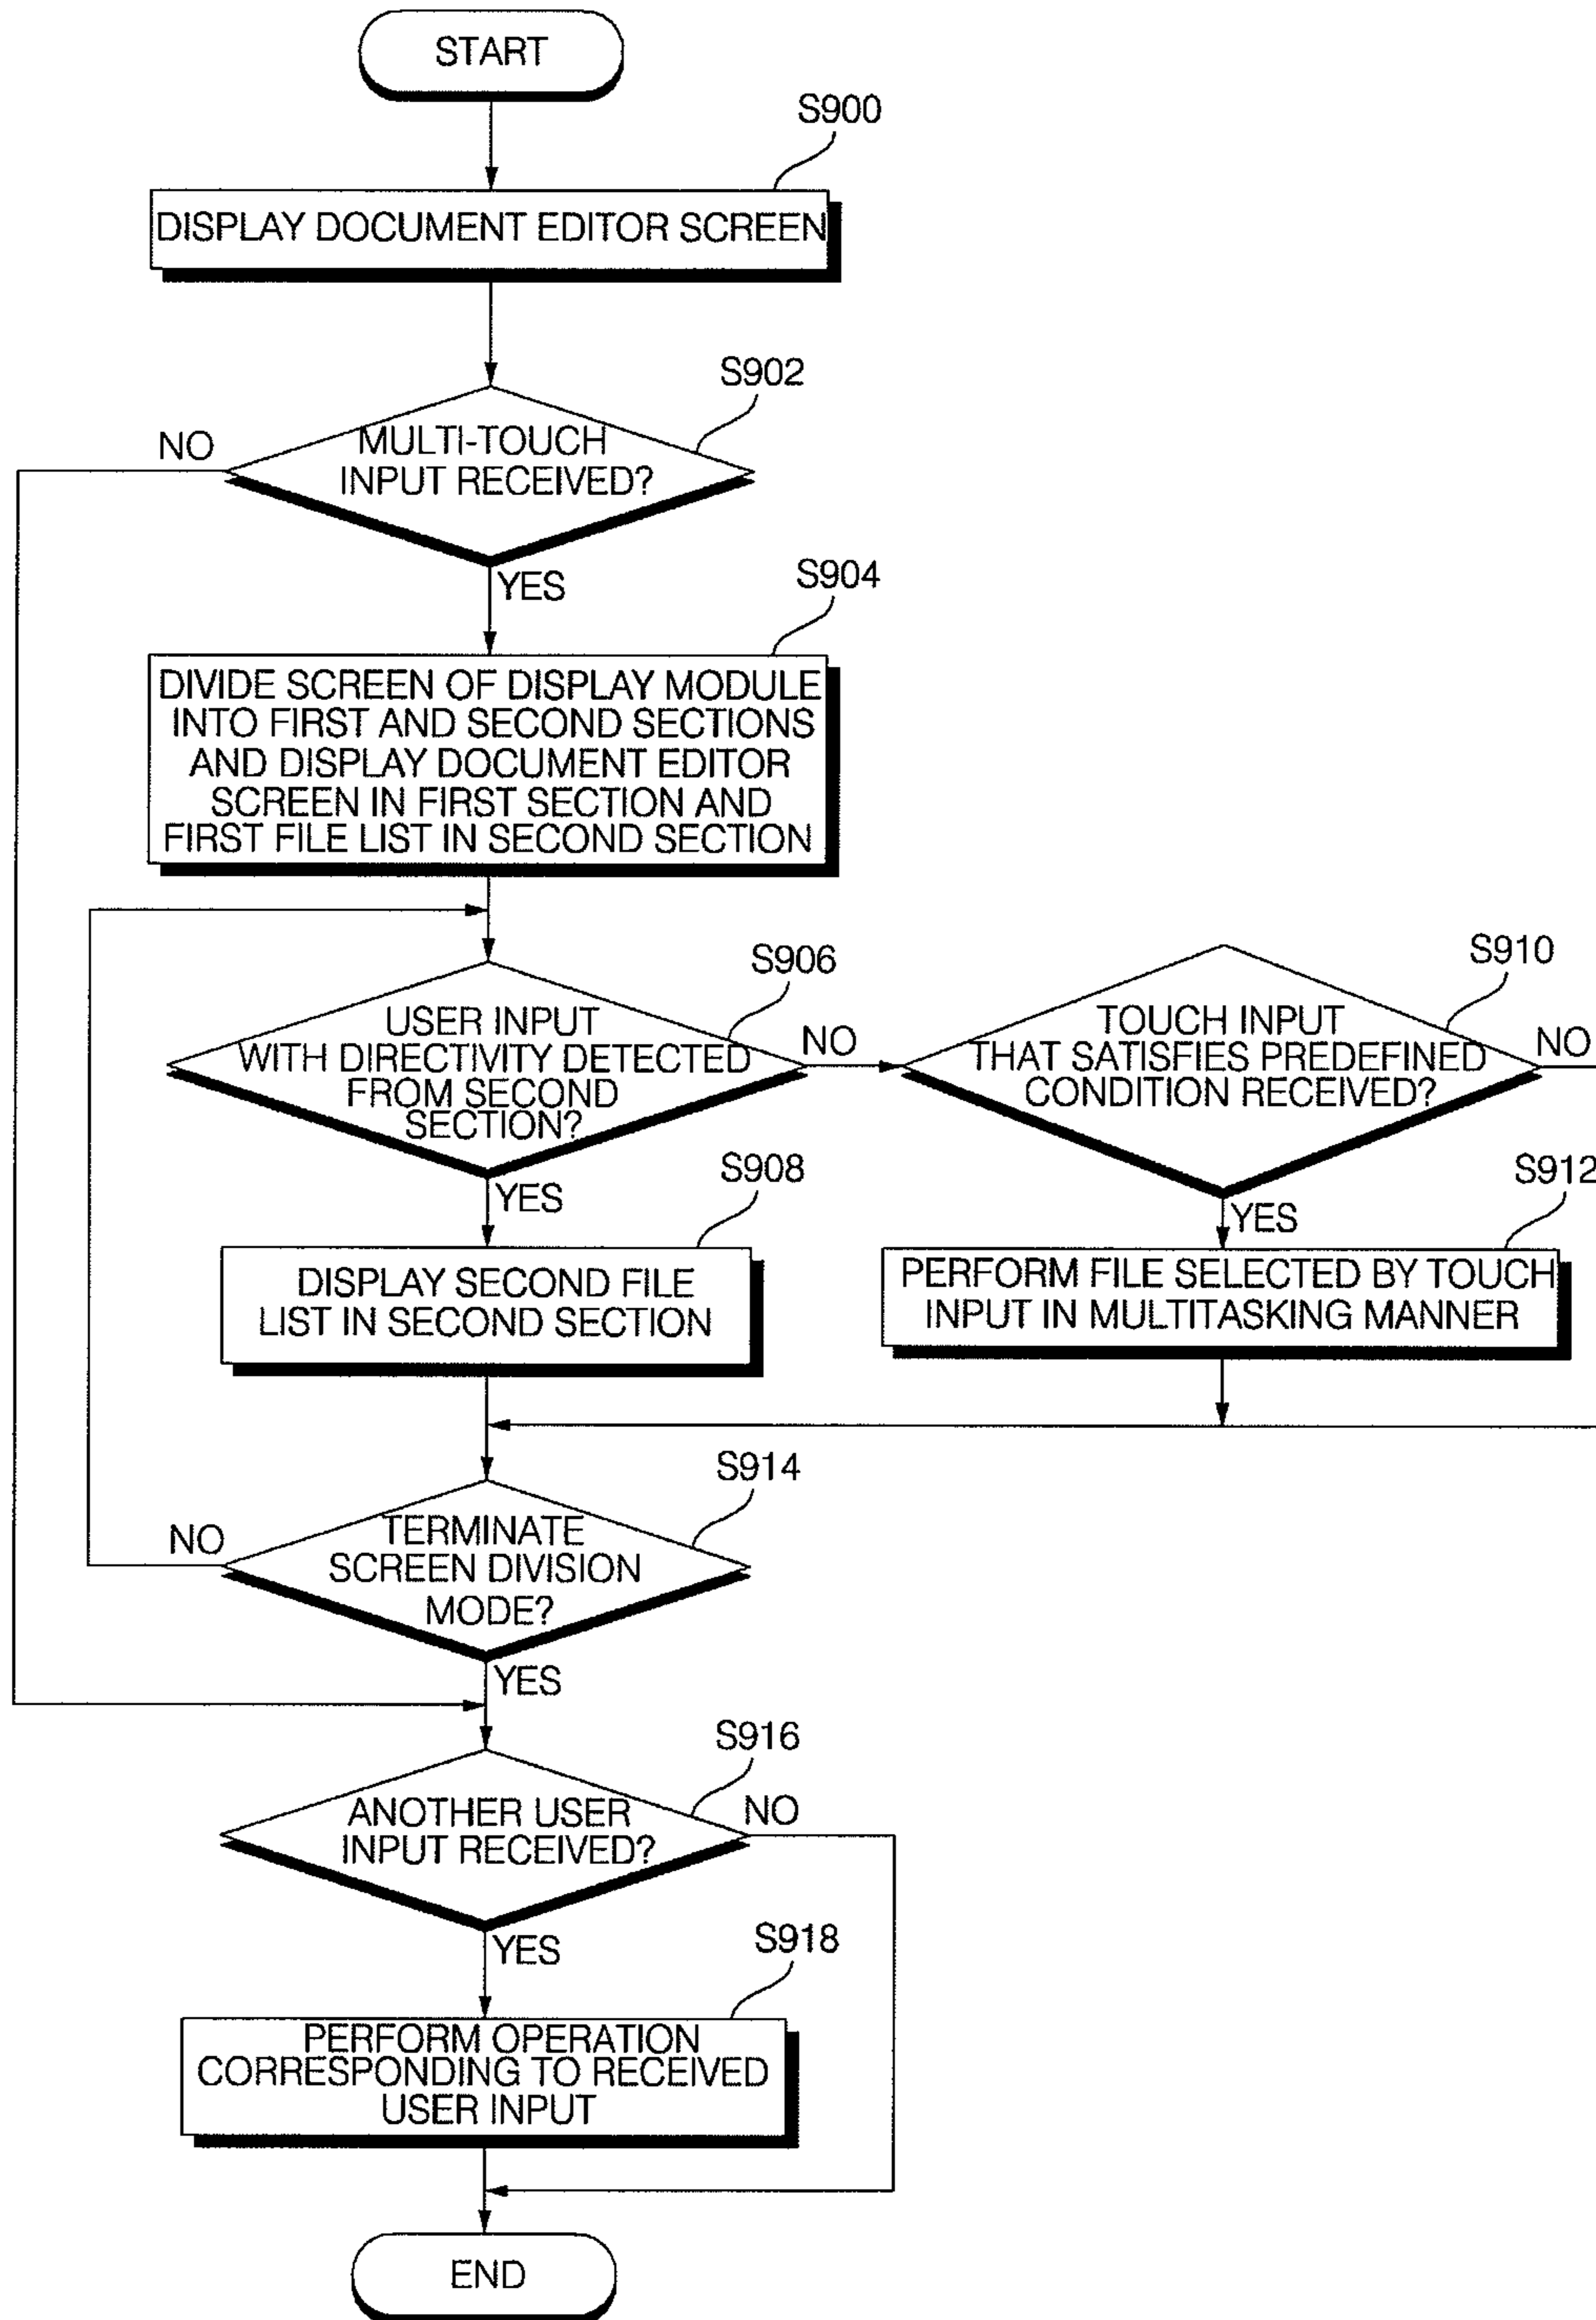 START
S900
DISPLAY DOCUMENT EDITOR SCREEN
S902
NO
MULTI-TOUCH
INPUT RECEIVED?
YES
S904
DIVIDE SCREEN OF DISPLAY MODULE
INTO FIRST AND SECOND SECTIONS
AND DISPLAY DOCUMENT EDITOR
SCREEN IN FIRST SECTION AND
FIRST FILE LIST IN SECOND SECTION
S906
USER INPUT
WITH DIRECTIVITY DETECTED
FROM SECOND
SECTION?
NO
YES
S910
TOUCH INPUT
THAT SATISFIES PREDEFINED
CONDITION RECEIVED?
NO
YES
S908
DISPLAY SECOND FILE
LIST IN SECOND SECTION
S912
PERFORM FILE SELECTED BY TOUCH
INPUT IN MULTITASKING MANNER
S914
NO
TERMINATE
SCREEN DIVISION
MODE?
YES
S916
ANOTHER USER
INPUT RECEIVED?
NO
YES
S918
PERFORM OPERATION
CORRESPONDING TO RECEIVED
USER INPUT
END